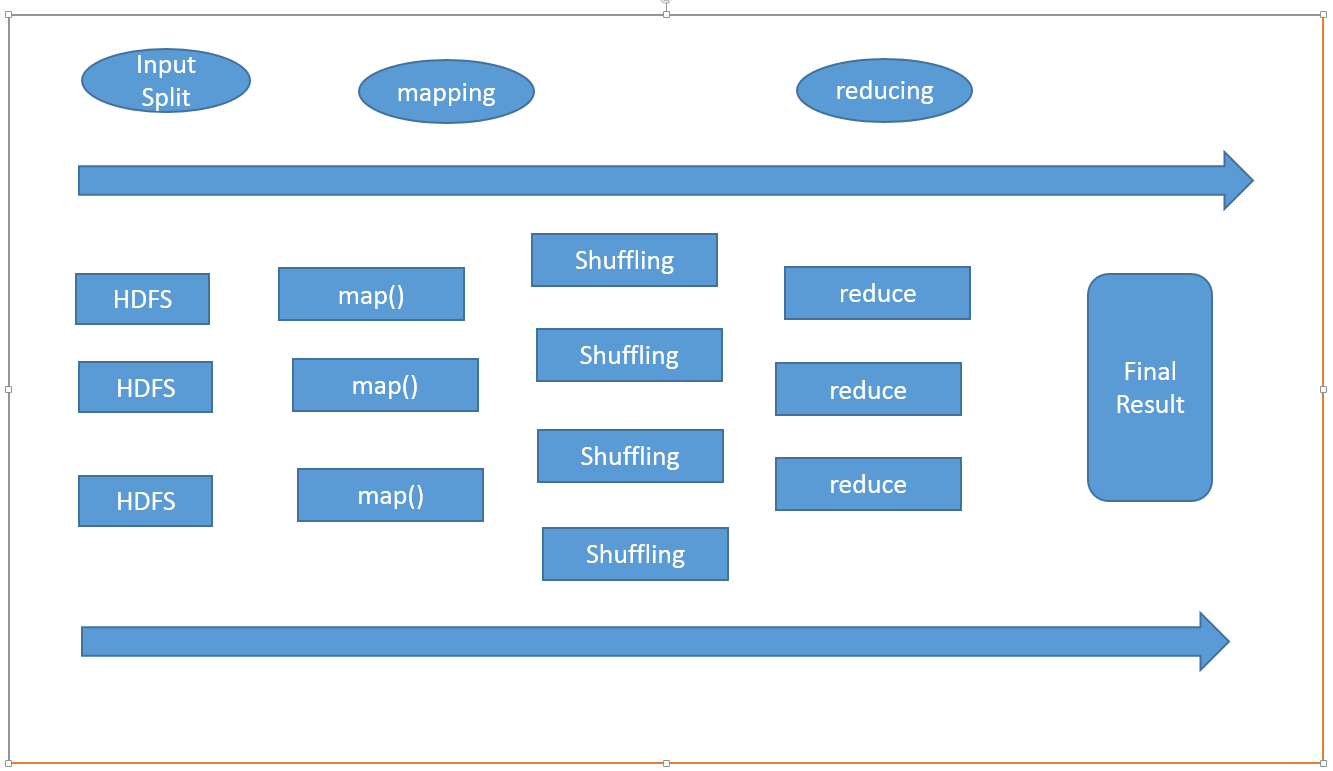 Input
Split
mapping
reducing
HDFS
map()
Shuffling
reduce
HDFS
map()
Shuffling
reduce
Final
Result
HDFS
map()
Shuffling
reduce
Shuffling